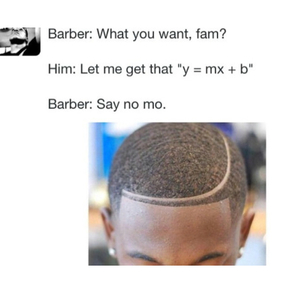 Barber: What you want, fam?
Him: Let me get that "y = mx + b"
Barber: Say no mo.